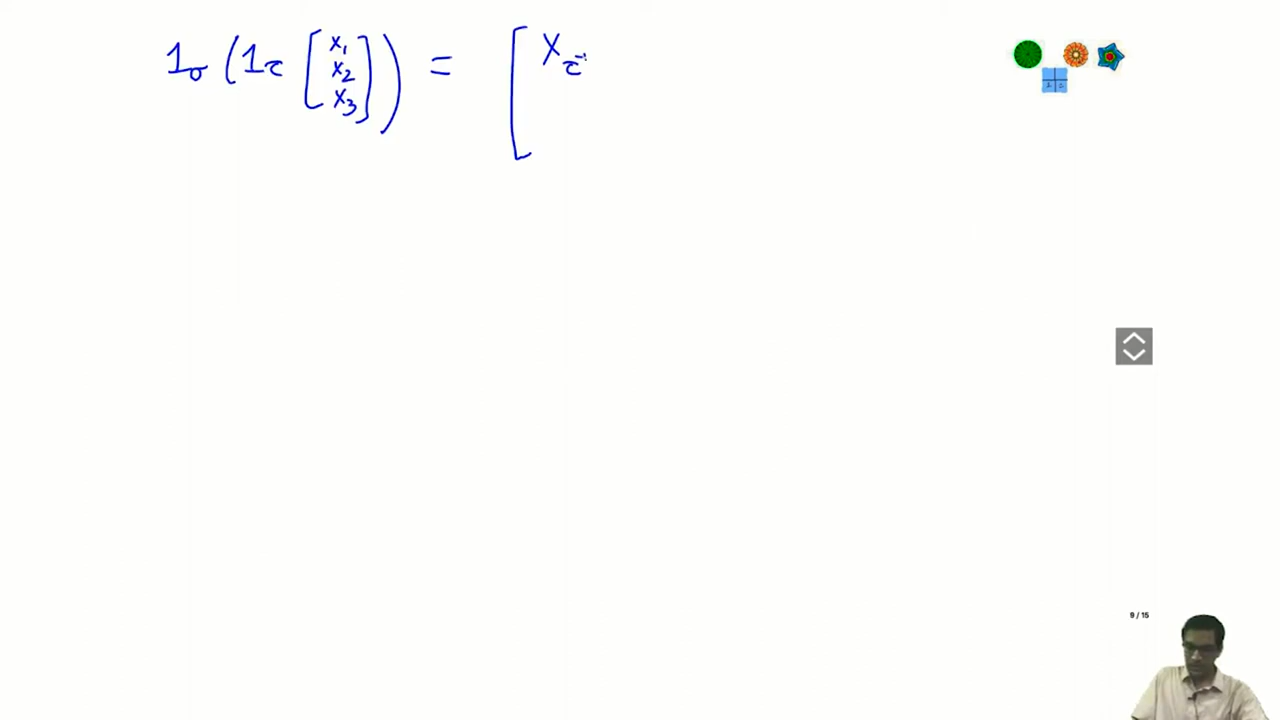 1σ (1τ [x1 x2 x3]) = [ xτ-
9 / 15